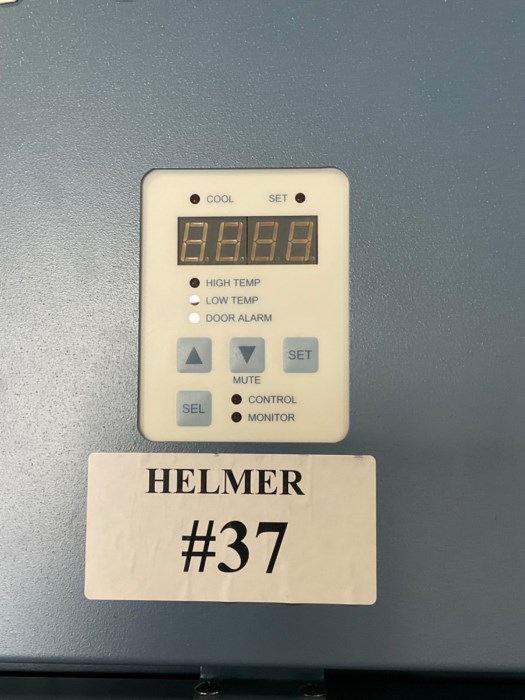 COOL SET
HIGH TEMP
LOW TEMP
DOOR ALARM
SET
MUTE
SEL
CONTROL
MONITOR
HELMER
#37